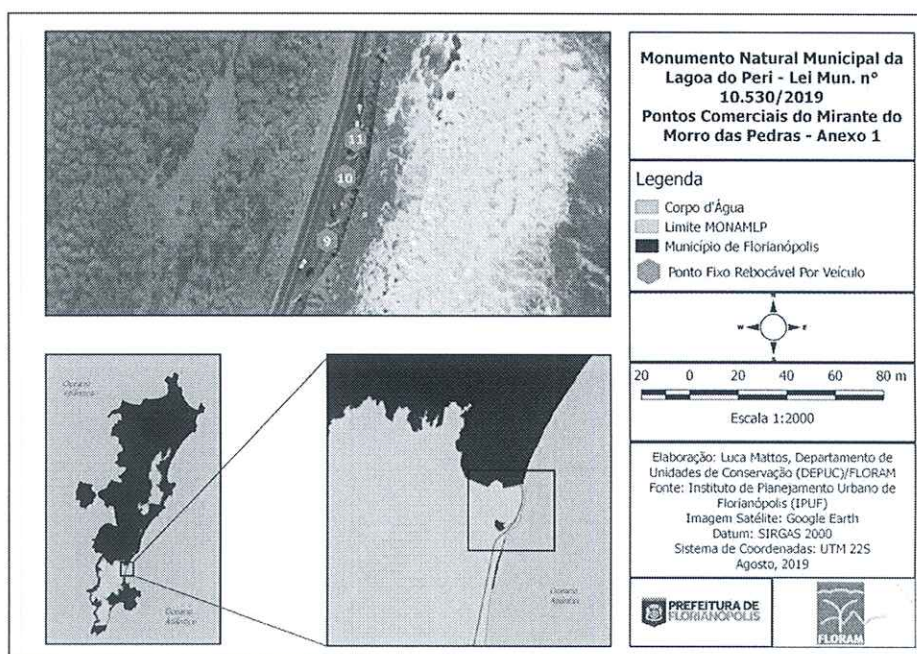 11
10
9
Oceano
Atlântico
Oceano
Atlântico
Oceano
Atlântico
Monumento Natural Municipal da
Lagoa do Peri - Lei Mun. n°
10.530/2019
Pontos Comerciais do Mirante do
Morro das Pedras - Anexo 1
Legenda
Corpo d'Água
Limite MONAMLP
Município de Florianópolis
Ponto Fixo Rebocável Por Veículo
N
W
E
S
20 0 20 40 60 80 m
Escala 1:2000
Elaboração: Luca Mattos, Departamento de
Unidades de Conservação (DEPUC)/FLORAM
Fonte: Instituto de Planejamento Urbano de
Florianópolis (IPUF)
Imagem Satélite: Google Earth
Datum: SIRGAS 2000
Sistema de Coordenadas: UTM 22S
Agosto, 2019
PREFEITURA DE
FLORIANÓPOLIS
FLORAM